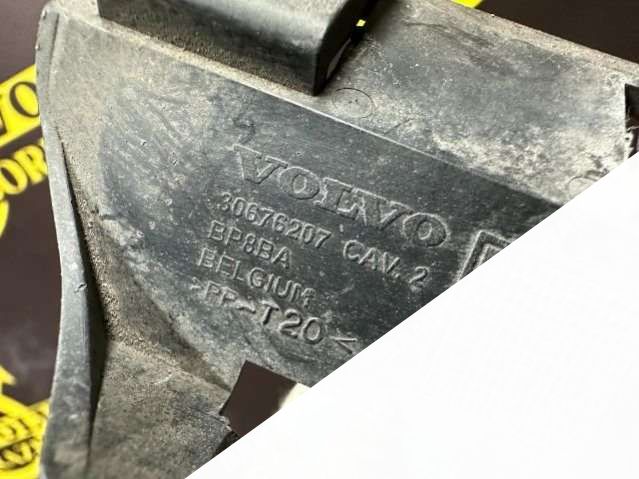 VOLVO
30676207 CAV. 2
BP8BA
BELGIUM
>PP-T20<